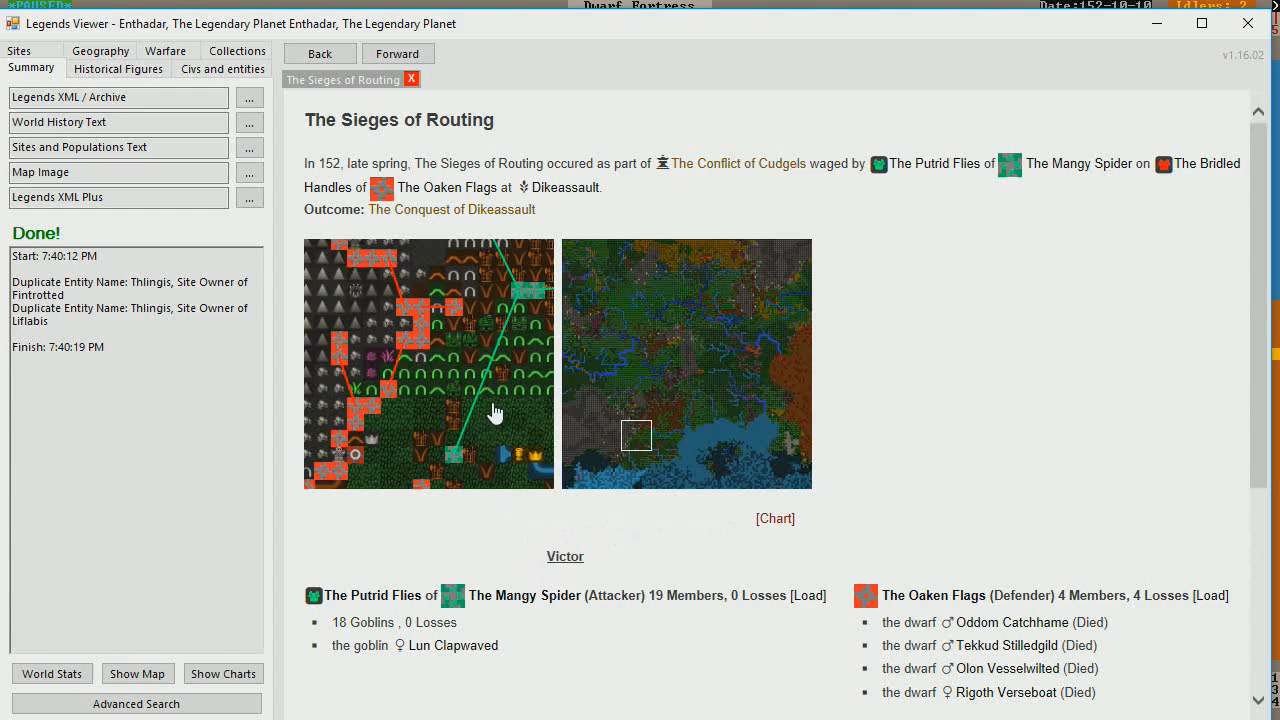 *PAUSED*
Dwarf Fortress
Date:152-10-10
Idlers: 2
Legends Viewer - Enthadar, The Legendary Planet Enthadar, The Legendary Planet
Sites
Geography
Warfare
Collections
Summary
Historical Figures
Civs and entities
Back
Forward
v1.16.02
The Sieges of Routing
X
Legends XML / Archive
...
World History Text
...
Sites and Populations Text
...
Map Image
...
Legends XML Plus
...
Done!
Start: 7:40:12 PM
Duplicate Entity Name: Thlingis, Site Owner of
Fintrotted
Duplicate Entity Name: Thlingis, Site Owner of
Liflabis
Finish: 7:40:19 PM
World Stats
Show Map
Show Charts
Advanced Search
The Sieges of Routing
In 152, late spring, The Sieges of Routing occured as part of The Conflict of Cudgels waged by The Putrid Flies of The Mangy Spider on The Bridled
Handles of The Oaken Flags at Dikeassault.
Outcome: The Conquest of Dikeassault
[Chart]
Victor
The Putrid Flies of The Mangy Spider (Attacker) 19 Members, 0 Losses [Load]
18 Goblins , 0 Losses
the goblin ♀ Lun Clapwaved
The Oaken Flags (Defender) 4 Members, 4 Losses [Load]
the dwarf ♂ Oddom Catchhame (Died)
the dwarf ♂ Tekkud Stilledgild (Died)
the dwarf ♂ Olon Vesselwilted (Died)
the dwarf ♀ Rigoth Verseboat (Died)